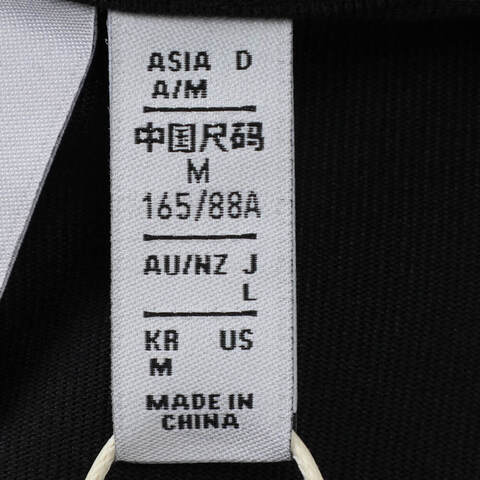 ASIA D
A/M
中国尺码
M
165/88A
AU/NZ J
L
KR US
M
MADE IN
CHINA